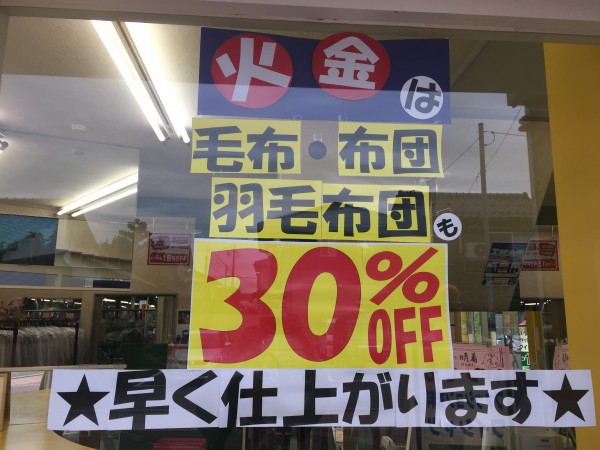 火金は
毛布・布団
羽毛布団も
30%OFF
★早く仕上がります★